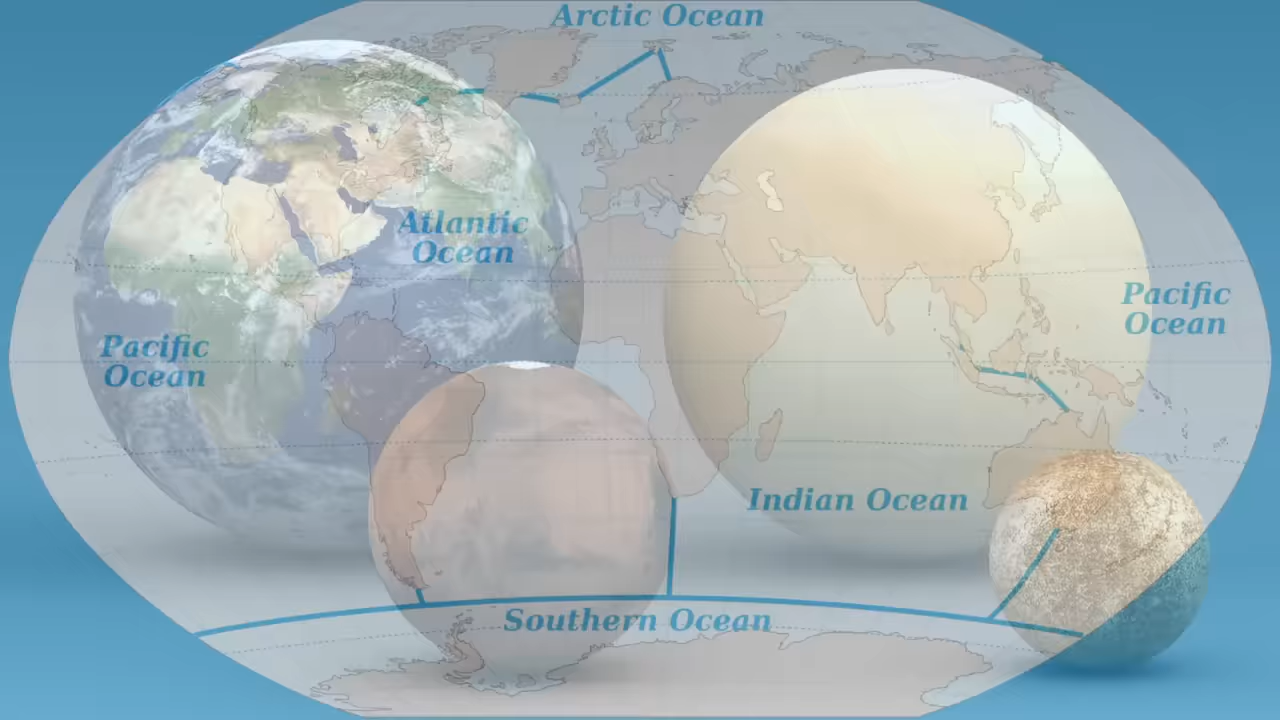 Arctic Ocean
Atlantic
Ocean
Pacific
Ocean
Pacific
Ocean
Indian Ocean
Southern Ocean